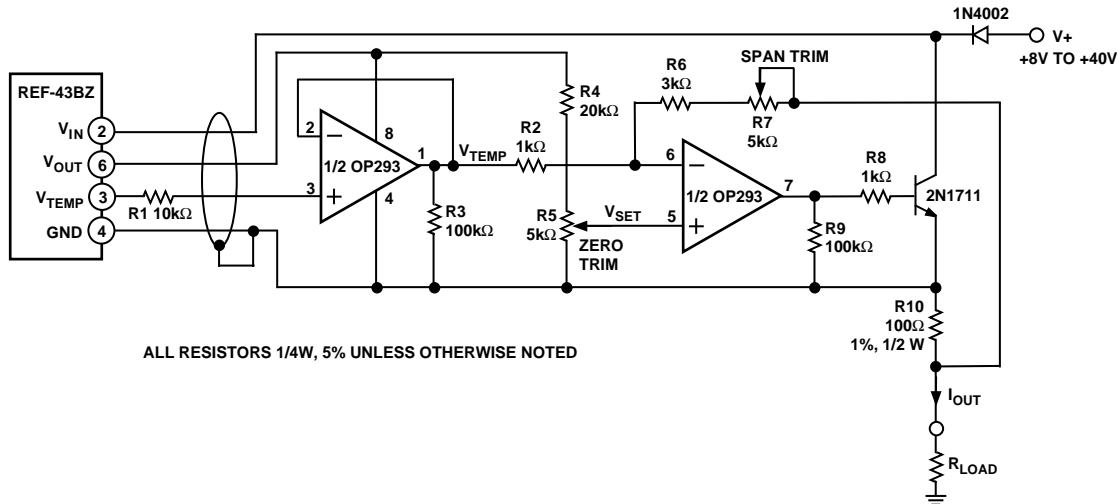 1N4002
V+
+8V TO +40V
SPAN TRIM
R6
3kΩ
R7
5kΩ
REF-43BZ
VIN
2
VOUT
6
VTEMP
3
GND
4
R1 10kΩ
2
8
1/2 OP293
1
3
4
VTEMP
R2
1kΩ
R3
100kΩ
R4
20kΩ
R5
5kΩ
ZERO
TRIM
VSET
6
1/2 OP293
7
5
R8
1kΩ
2N1711
R9
100kΩ
R10
100Ω
1%, 1/2 W
IOUT
RLOAD
ALL RESISTORS 1/4W, 5% UNLESS OTHERWISE NOTED